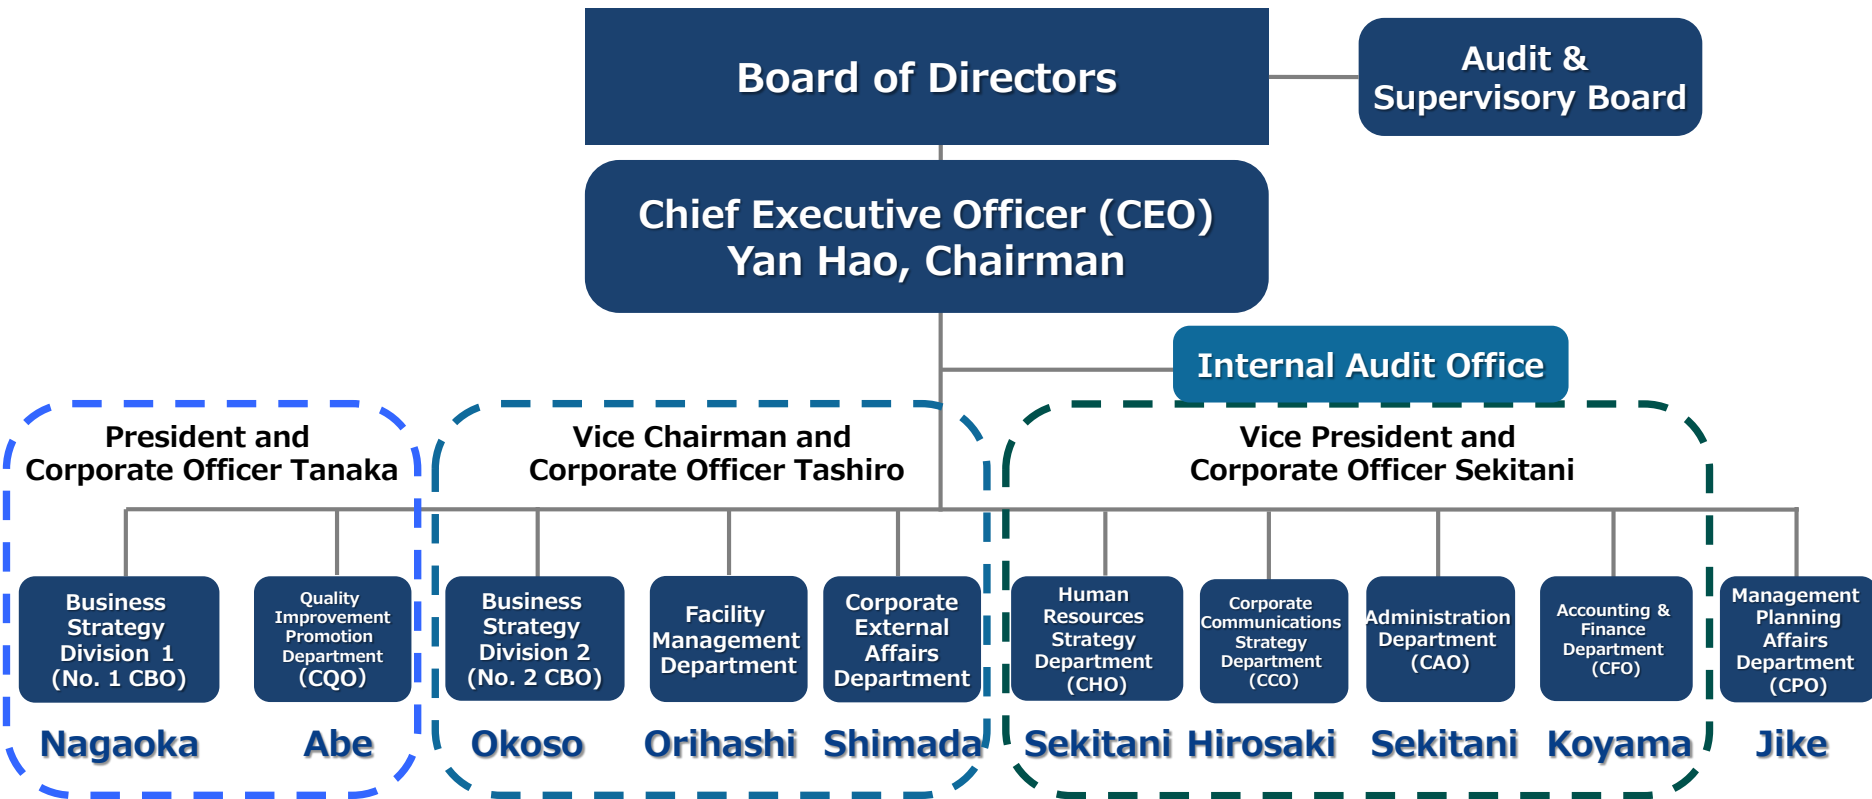 Board of Directors
Audit &
Supervisory Board
Chief Executive Officer (CEO)
Yan Hao, Chairman
Internal Audit Office
President and
Corporate Officer Tanaka
Vice Chairman and
Corporate Officer Tashiro
Vice President and
Corporate Officer Sekitani
Business
Strategy
Division 1
(No. 1 CBO)
Quality
Improvement
Promotion
Department
(CQO)
Business
Strategy
Division 2
(No. 2 CBO)
Facility
Management
Department
Corporate
External
Affairs
Department
Human
Resources
Strategy
Department
(CHO)
Corporate
Communications
Strategy
Department
(CCO)
Administration
Department
(CAO)
Accounting &
Finance
Department
(CFO)
Management
Planning
Affairs
Department
(CPO)
Nagaoka
Abe
Okoso
Orihashi
Shimada
Sekitani
Hirosaki
Sekitani
Koyama
Jike